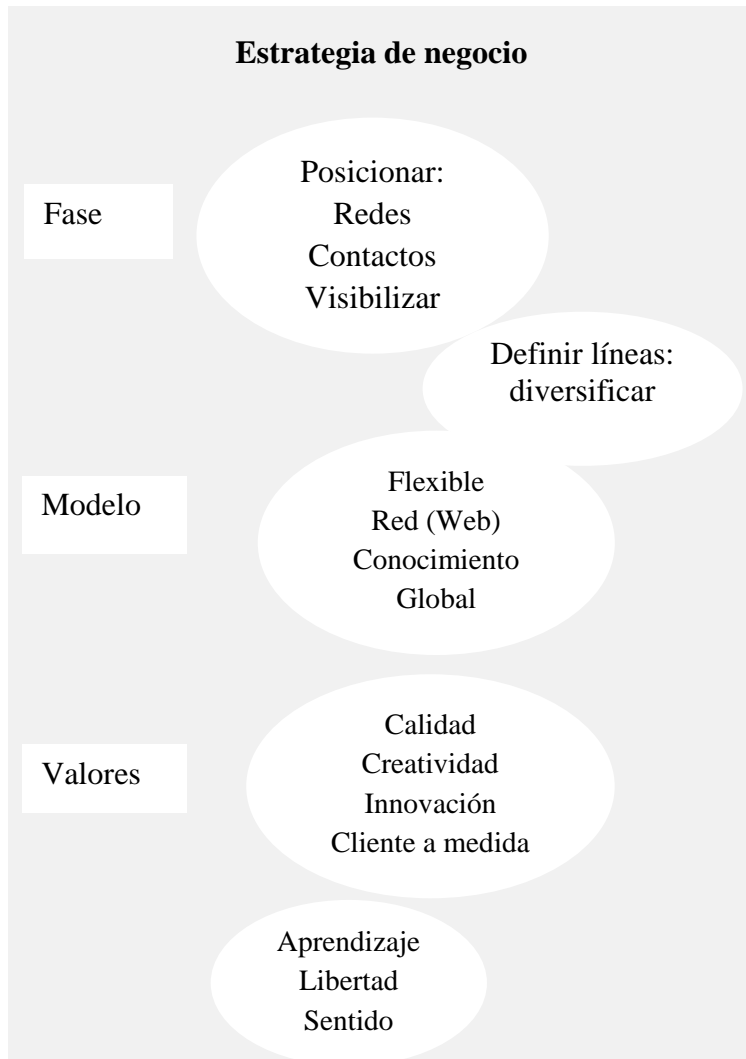 Estrategia de negocio
Fase
Posicionar:
Redes
Contactos
Visibilizar
Definir líneas:
diversificar
Modelo
Flexible
Red (Web)
Conocimiento
Global
Valores
Calidad
Creatividad
Innovación
Cliente a medida
Aprendizaje
Libertad
Sentido